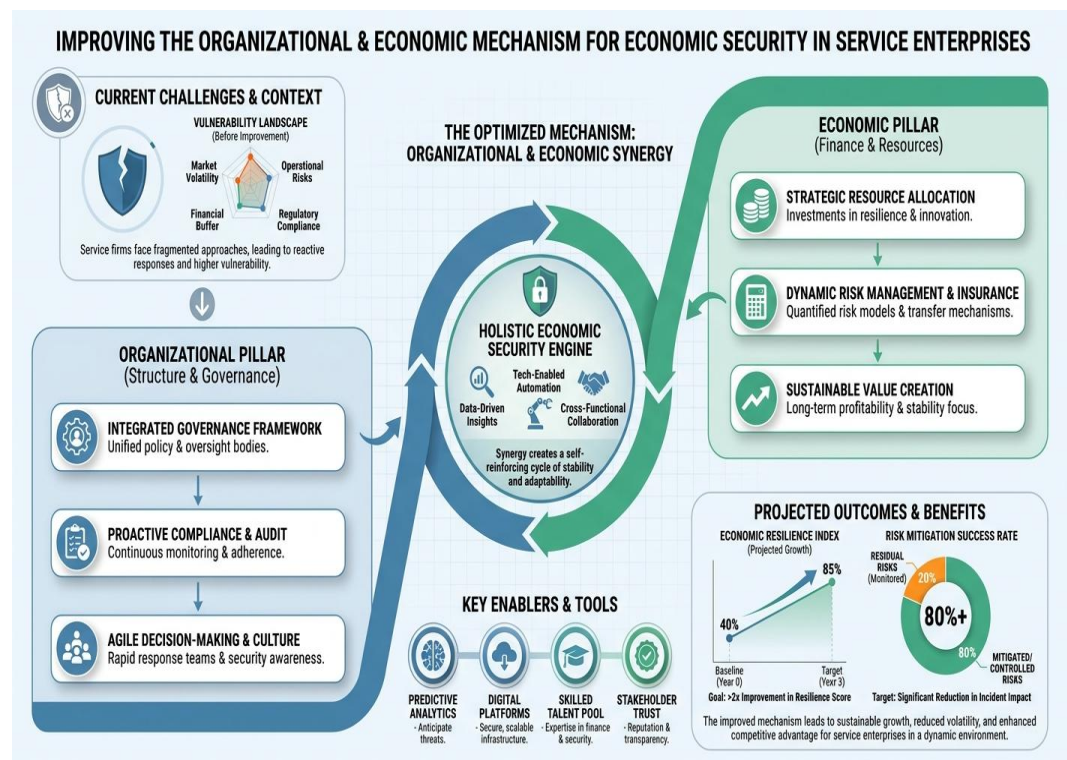 IMPROVING THE ORGANIZATIONAL & ECONOMIC MECHANISM FOR ECONOMIC SECURITY IN SERVICE ENTERPRISES
CURRENT CHALLENGES & CONTEXT
VULNERABILITY LANDSCAPE
(Before Improvement)
Market
Volatility
Operstional
Risks
Financial
Buffer
Regulatory
Compliance
Service firms face fragmented approaches, leading to reactive
responses and higher vulnerability.
ORGANIZATIONAL PILLAR
(Structure & Governance)
INTEGRATED GOVERNANCE FRAMEWORK
Unified policy & oversight bodies.
PROACTIVE COMPLIANCE & AUDIT
Continuous monitoring & adherence.
AGILE DECISION-MAKING & CULTURE
Rapid response teams & security awareness.
THE OPTIMIZED MECHANISM:
ORGANIZATIONAL & ECONOMIC SYNERGY
HOLISTIC ECONOMIC
SECURITY ENGINE
Tech-Enabled
Automation
Data-Driven
Insights
Cross-Functional
Collaboration
Synergy creates a self-
reinforcing cycle of stability
and adaptability.
KEY ENABLERS & TOOLS
PREDICTIVE
ANALYTICS
· Anticipate
threats.
DIGITAL
PLATFORMS
· Secure, scalable
infrastructure.
SKILLED
TALENT POOL
· Expertise in finance
& security.
STAKEHOLDER
TRUST
· Reputation &
transparency.
ECONOMIC PILLAR
(Finance & Resources)
STRATEGIC RESOURCE ALLOCATION
Investments in resilience & innovation.
DYNAMIC RISK MANAGEMENT & INSURANCE
Quantified risk models & transfer mechanisms.
SUSTAINABLE VALUE CREATION
Long-term profitability & stability focus.
PROJECTED OUTCOMES & BENEFITS
ECONOMIC RESILIENCE INDEX
(Projected Growth)
40%
85%
Baseline
(Year 0)
Target
(Yexr 3)
Goal: >2x Improvement in Resilience Score
RISK MITIGATION SUCCESS RATE
RESIDUAL
RISKS
(Monitored)
20%
80%+
80%
MITIGATED/
CONTROLLED
RISKS
Target: Significant Reduction in Incident Impact
The improved mechanism leads to sustainable growth, reduced volatility, and enhanced
competitive advantage for service enterprises in a dynamic environment.